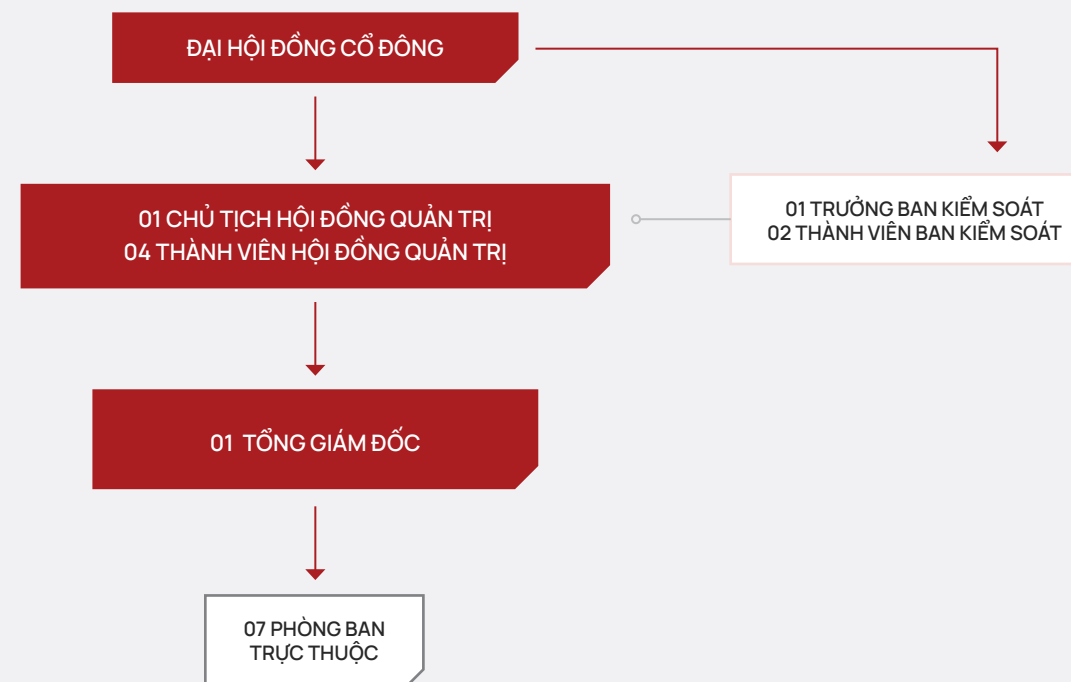 ĐẠI HỘI ĐỒNG CỔ ĐÔNG
01 CHỦ TỊCH HỘI ĐỒNG QUẢN TRỊ
04 THÀNH VIÊN HỘI ĐỒNG QUẢN TRỊ
01 TRƯỞNG BAN KIỂM SOÁT
02 THÀNH VIÊN BAN KIỂM SOÁT
01 TỔNG GIÁM ĐỐC
07 PHÒNG BAN
TRỰC THUỘC